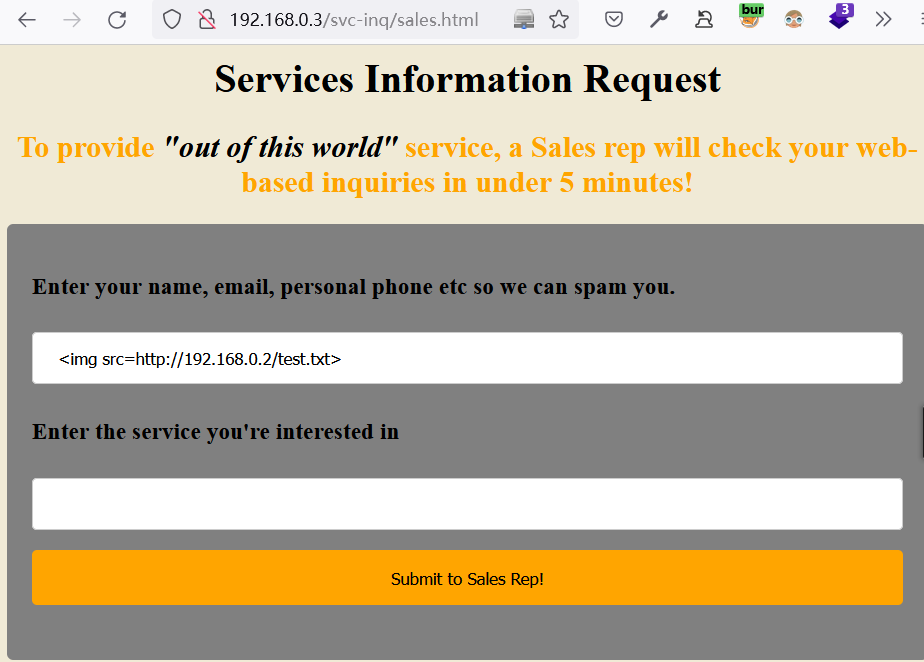 192.168.0.3/svc-inq/sales.html
bur
3
Services Information Request
To provide "out of this world" service, a Sales rep will check your web-
based inquiries in under 5 minutes!
Enter your name, email, personal phone etc so we can spam you.
<img src=http://192.168.0.2/test.txt>
Enter the service you're interested in
Submit to Sales Rep!